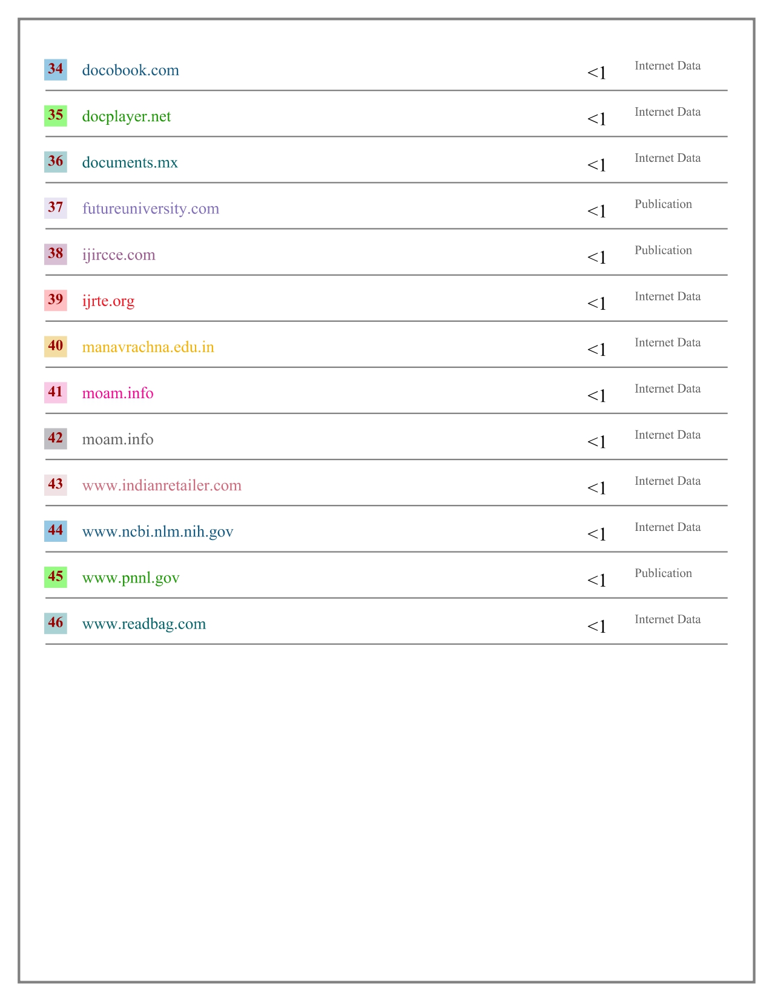 34 docobook.com <1 Internet Data
35 docplayer.net <1 Internet Data
36 documents.mx <1 Internet Data
37 futureuniversity.com <1 Publication
38 ijircce.com <1 Publication
39 ijrte.org <1 Internet Data
40 manavrachna.edu.in <1 Internet Data
41 moam.info <1 Internet Data
42 moam.info <1 Internet Data
43 www.indianretailer.com <1 Internet Data
44 www.ncbi.nlm.nih.gov <1 Internet Data
45 www.pnnl.gov <1 Publication
46 www.readbag.com <1 Internet Data